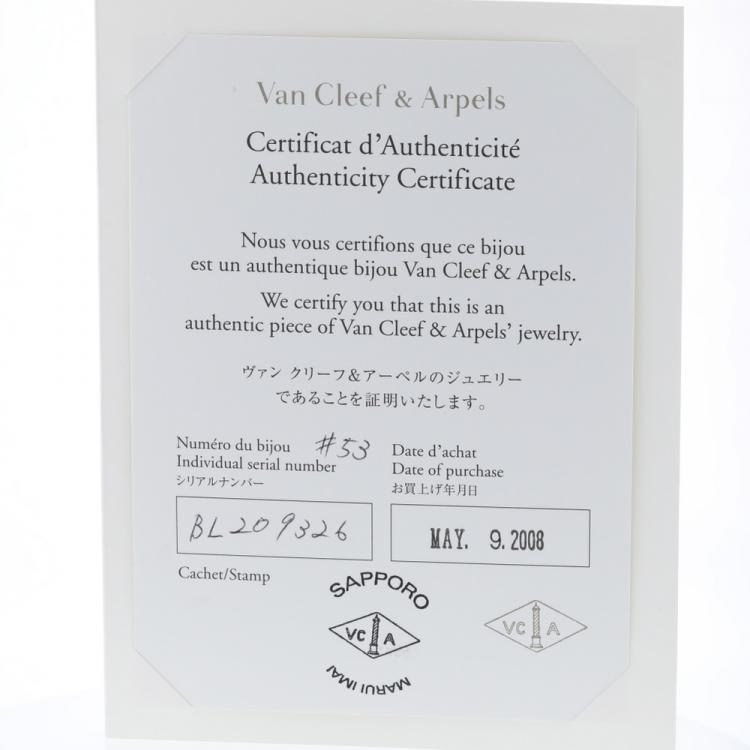 Van Cleef & Arpels
Certificat d'Authenticité
Authenticity Certificate
Nous vous certifions que ce bijou
est un authentique bijou Van Cleef & Arpels.
We certify you that this is an
authentic piece of Van Cleef & Arpels' jewelry.
ヴァン クリーフ&アーペルのジュエリー
であることを証明いたします。
Numéro du bijou #53
Individual serial number
シリアルナンバー
BL209326
Date d'achat
Date of purchase
お買上げ年月日
MAY. 9. 2008
Cachet/Stamp
SAPPORO
VC A
MARUI IMAI
VC A